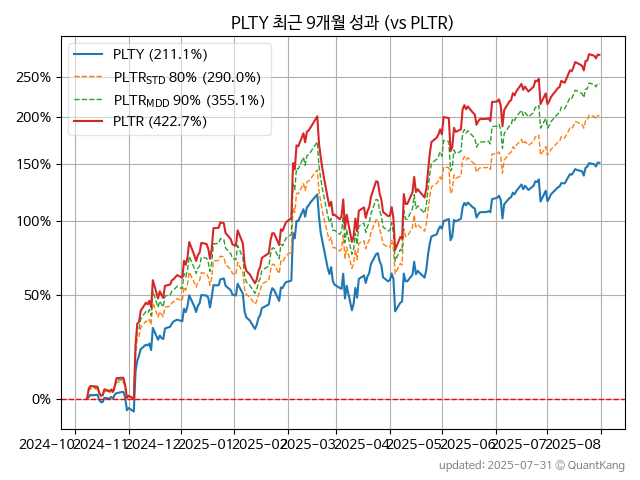 PLTY 최근 9개월 성과 (vs PLTR)
PLTY (211.1%)
PLTR_STD 80% (290.0%)
PLTR_MDD 90% (355.1%)
PLTR (422.7%)
250%
200%
150%
100%
50%
0%
2024-10 2024-11 2024-12 2025-01 2025-02 2025-03 2025-04 2025-05 2025-06 2025-07 2025-08
updated: 2025-07-31 © QuantKang